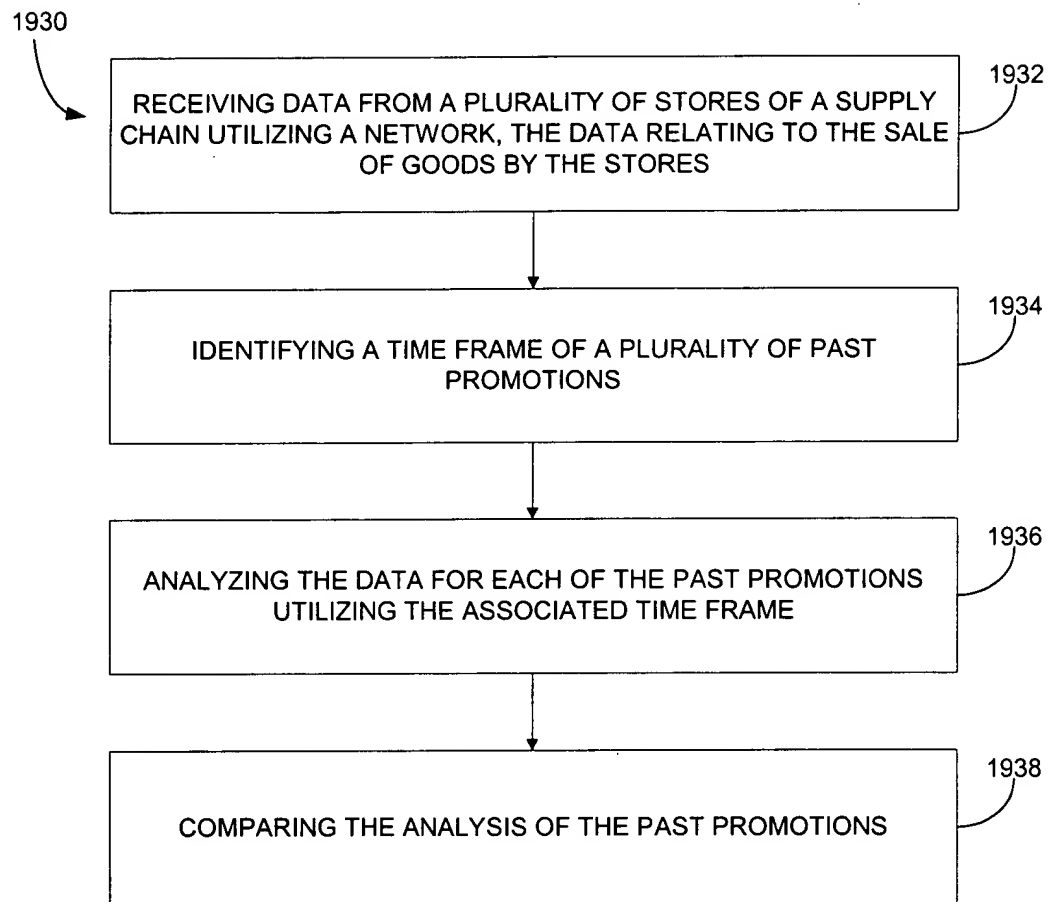 1930
1932
RECEIVING DATA FROM A PLURALITY OF STORES OF A SUPPLY
CHAIN UTILIZING A NETWORK, THE DATA RELATING TO THE SALE
OF GOODS BY THE STORES
1934
IDENTIFYING A TIME FRAME OF A PLURALITY OF PAST
PROMOTIONS
1936
ANALYZING THE DATA FOR EACH OF THE PAST PROMOTIONS
UTILIZING THE ASSOCIATED TIME FRAME
1938
COMPARING THE ANALYSIS OF THE PAST PROMOTIONS